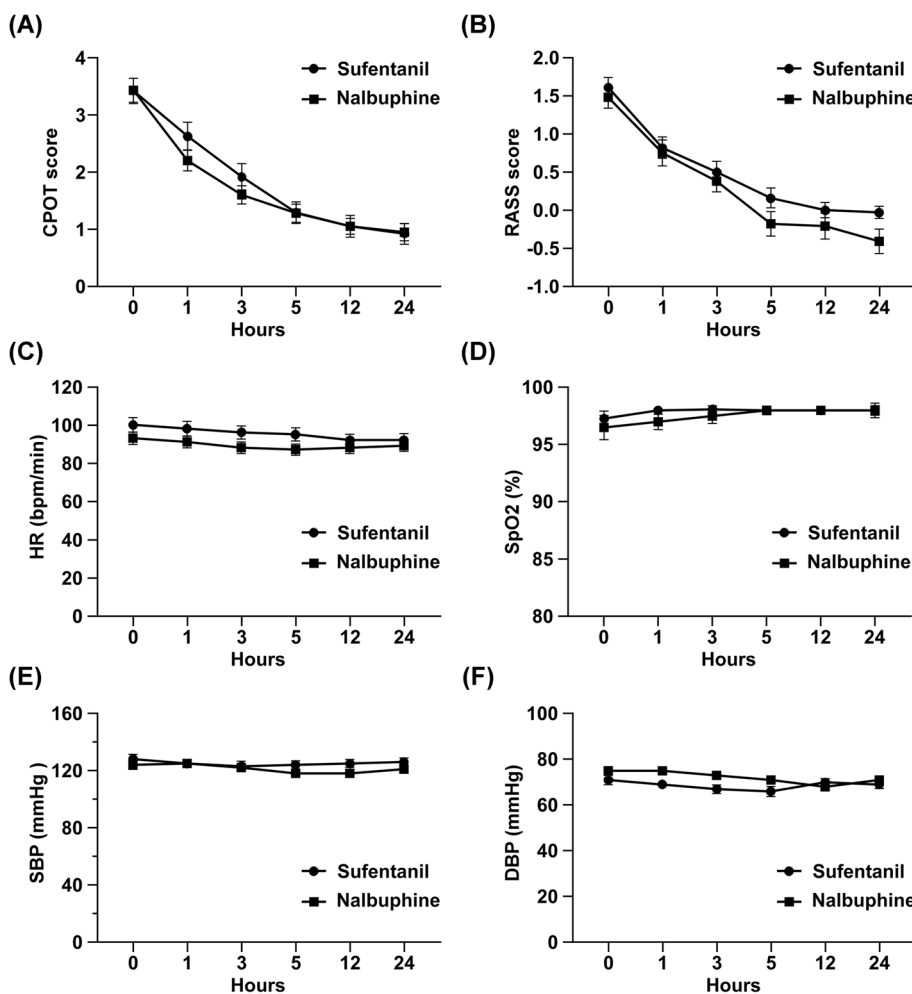 (A)
CPOT score
4
3
2
1
0
Sufentanil
Nalbuphine
0 1 3 5 12 24
Hours
(B)
RASS score
2.0
1.5
1.0
0.5
0.0
-0.5
-1.0
Sufentanil
Nalbuphine
0 1 3 5 12 24
Hours
(C)
HR (bpm/min)
120
100
80
60
40
20
0
Sufentanil
Nalbuphine
0 1 3 5 12 24
Hours
(D)
SpO2 (%)
100
95
90
85
80
Sufentanil
Nalbuphine
0 1 3 5 12 24
Hours
(E)
SBP (mmHg )
160
120
80
40
0
Sufentanil
Nalbuphine
0 1 3 5 12 24
Hours
(F)
DBP (mmHg)
100
80
60
40
20
0
Sufentanil
Nalbuphine
0 1 3 5 12 24
Hours